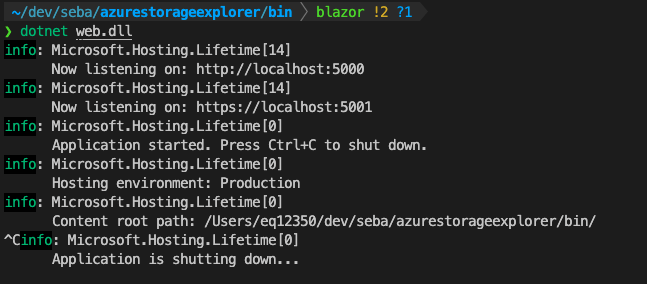 ~/dev/seba/azurestorageexplorer/bin blazor !2 ?1
❯ dotnet web.dll
info: Microsoft.Hosting.Lifetime[14]
Now listening on: http://localhost:5000
info: Microsoft.Hosting.Lifetime[14]
Now listening on: https://localhost:5001
info: Microsoft.Hosting.Lifetime[0]
Application started. Press Ctrl+C to shut down.
info: Microsoft.Hosting.Lifetime[0]
Hosting environment: Production
info: Microsoft.Hosting.Lifetime[0]
Content root path: /Users/eq12350/dev/seba/azurestorageexplorer/bin/
^Cinfo: Microsoft.Hosting.Lifetime[0]
Application is shutting down...